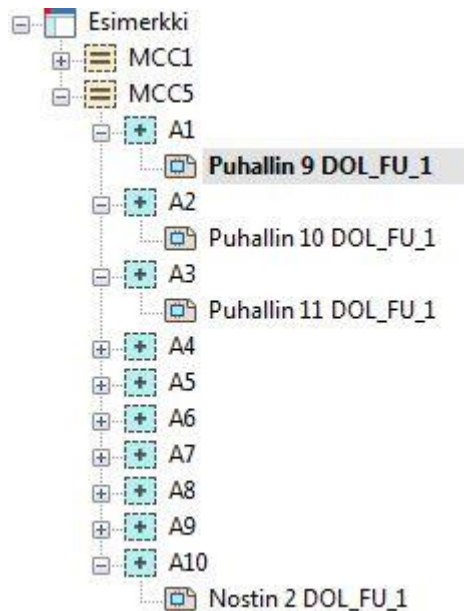 Esimerkki
MCC1
MCC5
A1
Puhallin 9 DOL_FU_1
A2
Puhallin 10 DOL_FU_1
A3
Puhallin 11 DOL_FU_1
A4
A5
A6
A7
A8
A9
A10
Nostin 2 DOL_FU_1